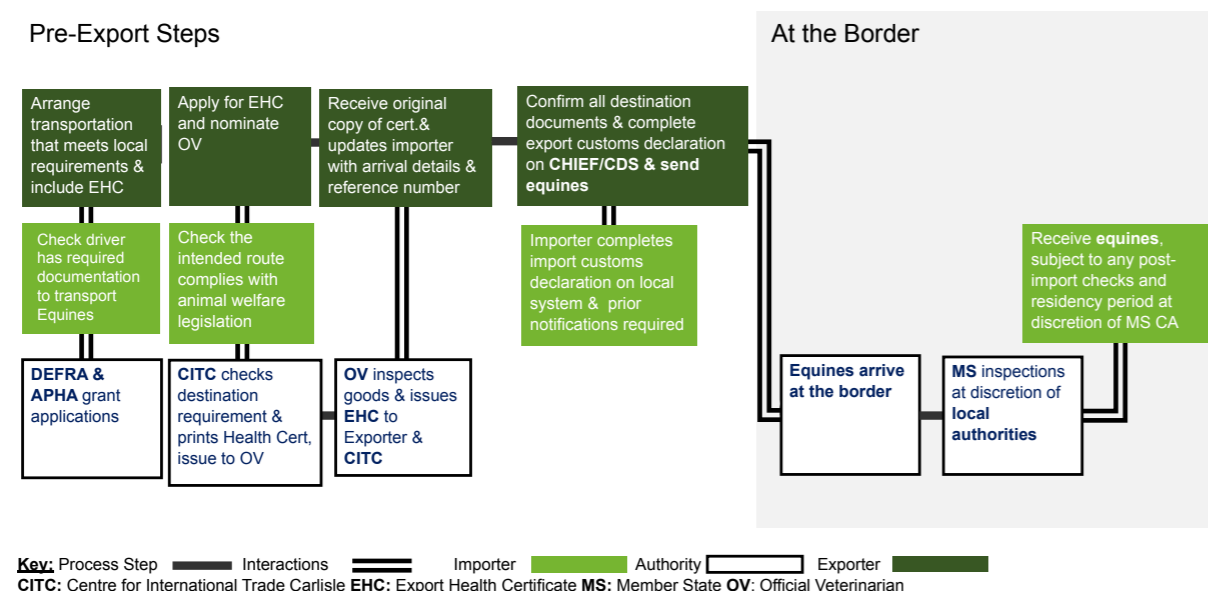 Pre-Export Steps
At the Border
Arrange
transportation
that meets local
requirements &
include EHC
Apply for EHC
and nominate
OV
Receive original
copy of cert.&
updates importer
with arrival details &
reference number
Confirm all destination
documents & complete
export customs declaration
on CHIEF/CDS & send
equines
Check driver
has required
documentation
to transport
Equines
Check the
intended route
complies with
animal welfare
legislation
Importer completes
import customs
declaration on local
system & prior
notifications required
Receive equines,
subject to any post-
import checks and
residency period at
discretion of MS CA
DEFRA &
APHA grant
applications
CITC checks
destination
requirement &
prints Health Cert,
issue to OV
OV inspects
goods & issues
EHC to
Exporter &
CITC
Equines arrive
at the border
MS inspections
at discretion of
local
authorities
Key: Process Step Interactions Importer Authority Exporter
CITC: Centre for International Trade Carlisle EHC: Export Health Certificate MS: Member State OV: Official Veterinarian